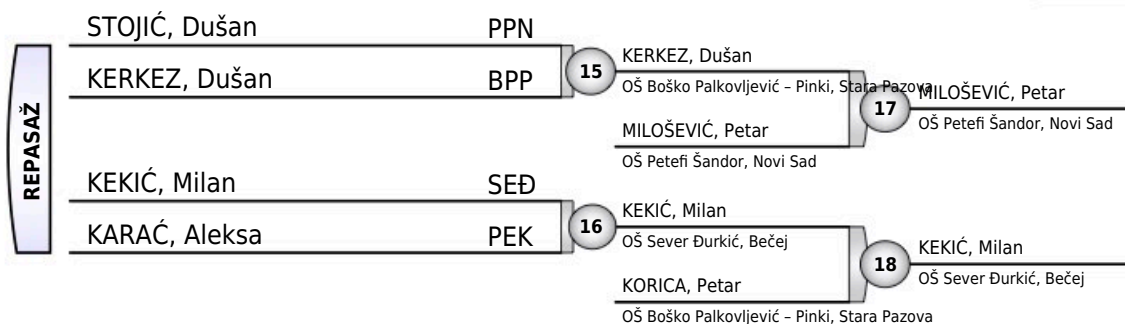 REPASAŽ
STOJIĆ, Dušan PPN
KERKEZ, Dušan BPP
15
KERKEZ, Dušan
OŠ Boško Palkovljević – Pinki, Stara Pazova
MILOŠEVIĆ, Petar
OŠ Petefi Šandor, Novi Sad
17
MILOŠEVIĆ, Petar
OŠ Petefi Šandor, Novi Sad
KEKIĆ, Milan SEĐ
KARAĆ, Aleksa PEK
16
KEKIĆ, Milan
OŠ Sever Đurkić, Bečej
KORICA, Petar
OŠ Boško Palkovljević – Pinki, Stara Pazova
18
KEKIĆ, Milan
OŠ Sever Đurkić, Bečej